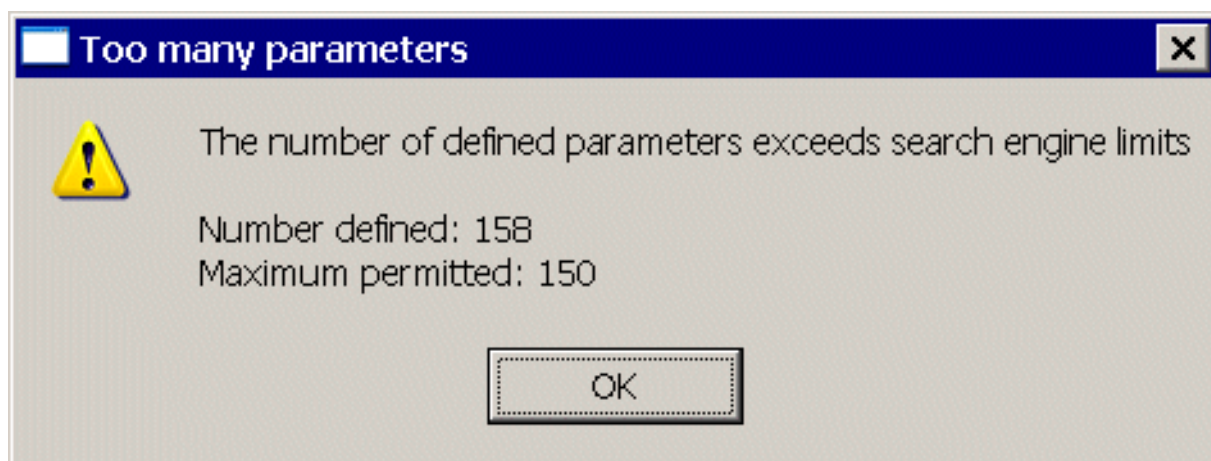 Too many parameters
The number of defined parameters exceeds search engine limits
Number defined: 158
Maximum permitted: 150
OK